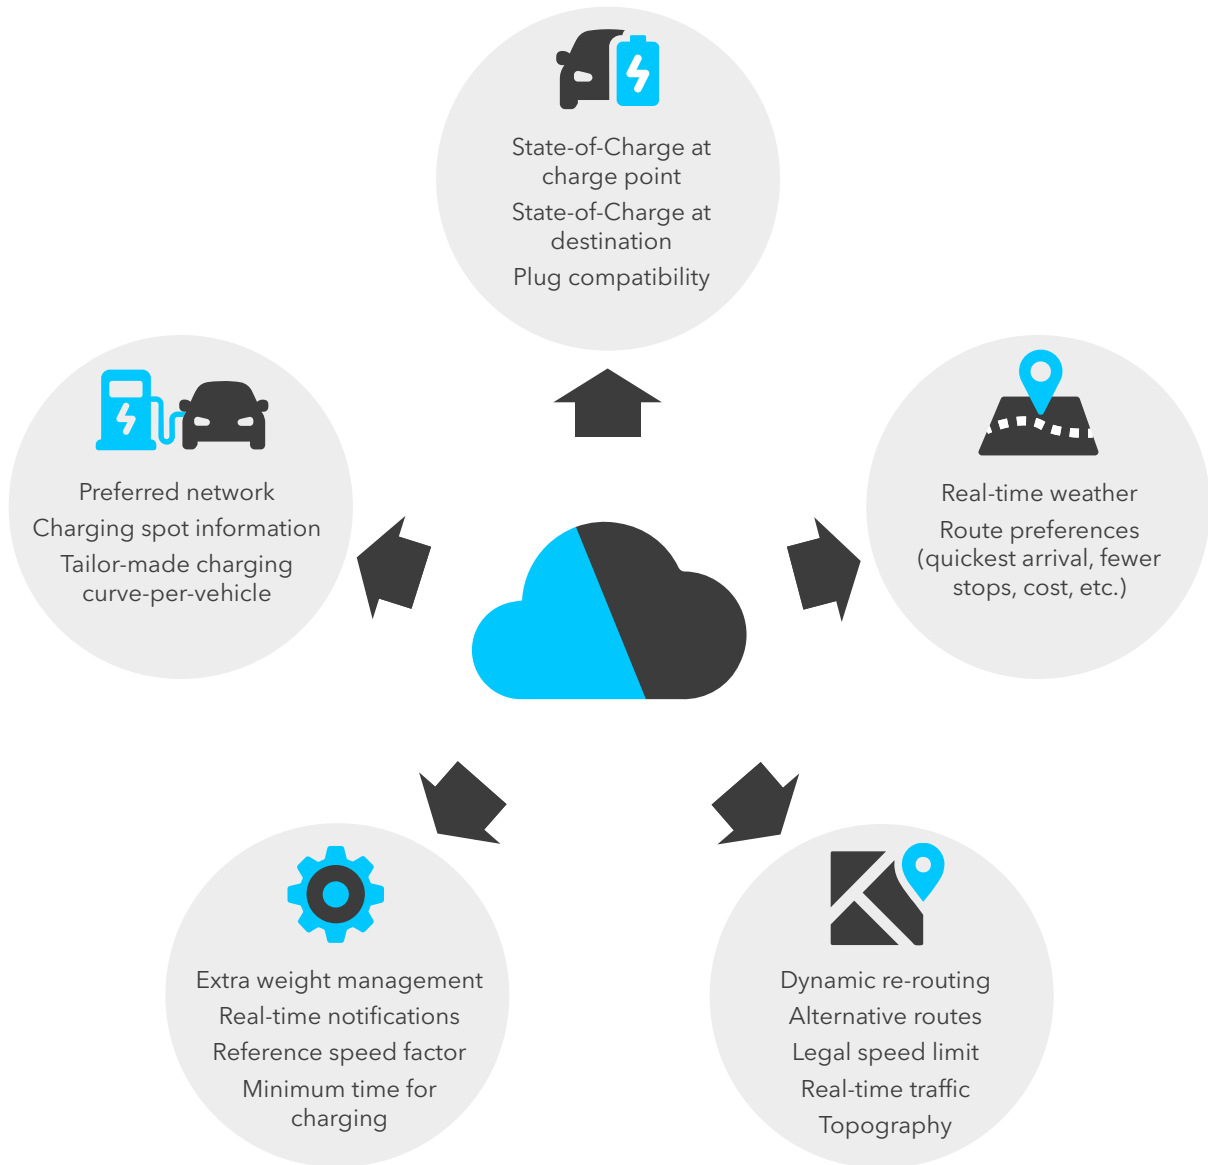 State-of-Charge at
charge point
State-of-Charge at
destination
Plug compatibility
Preferred network
Charging spot information
Tailor-made charging
curve-per-vehicle
Real-time weather
Route preferences
(quickest arrival, fewer
stops, cost, etc.)
Extra weight management
Real-time notifications
Reference speed factor
Minimum time for
charging
Dynamic re-routing
Alternative routes
Legal speed limit
Real-time traffic
Topography